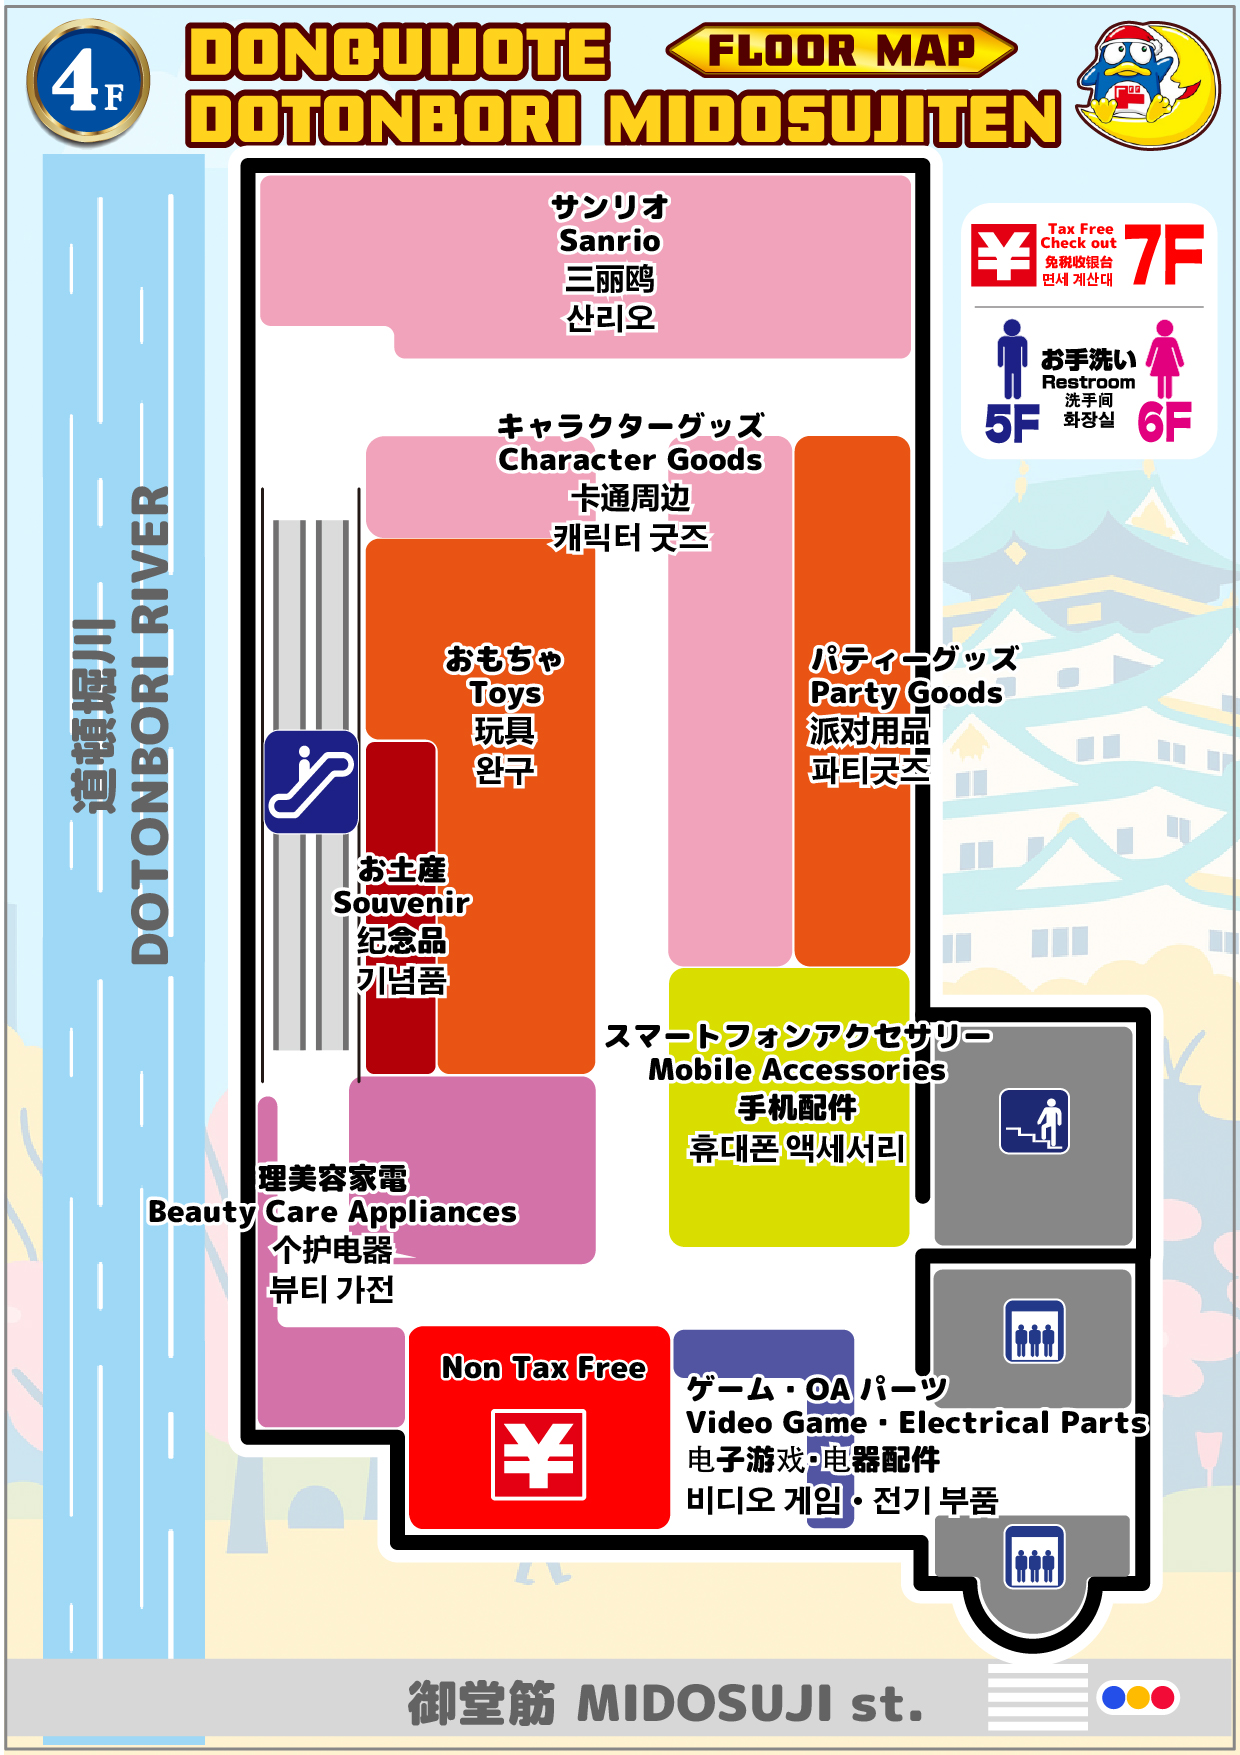 4F
DONQUIJOTE
DOTONBORI MIDOSUJITEN
FLOOR MAP
Tax Free
Check out
免税收银台
면세 계산대
7F
お手洗い
Restroom
洗手间
화장실
5F
6F
サンリオ
Sanrio
三丽鸥
산리오
キャラクターグッズ
Character Goods
卡通周边
캐릭터 굿즈
おもちゃ
Toys
玩具
완구
パティーグッズ
Party Goods
派对用品
파티굿즈
お土産
Souvenir
纪念品
기념품
スマートフォンアクセサリー
Mobile Accessories
手机配件
휴대폰 액세서리
理美容家電
Beauty Care Appliances
个护电器
뷰티 가전
Non Tax Free
¥
ゲーム・OA パーツ
Video Game・Electrical Parts
电子游戏·电器配件
비디오 게임・전기 부품
道頓堀川
DOTONBORI RIVER
御堂筋 MIDOSUJI st.